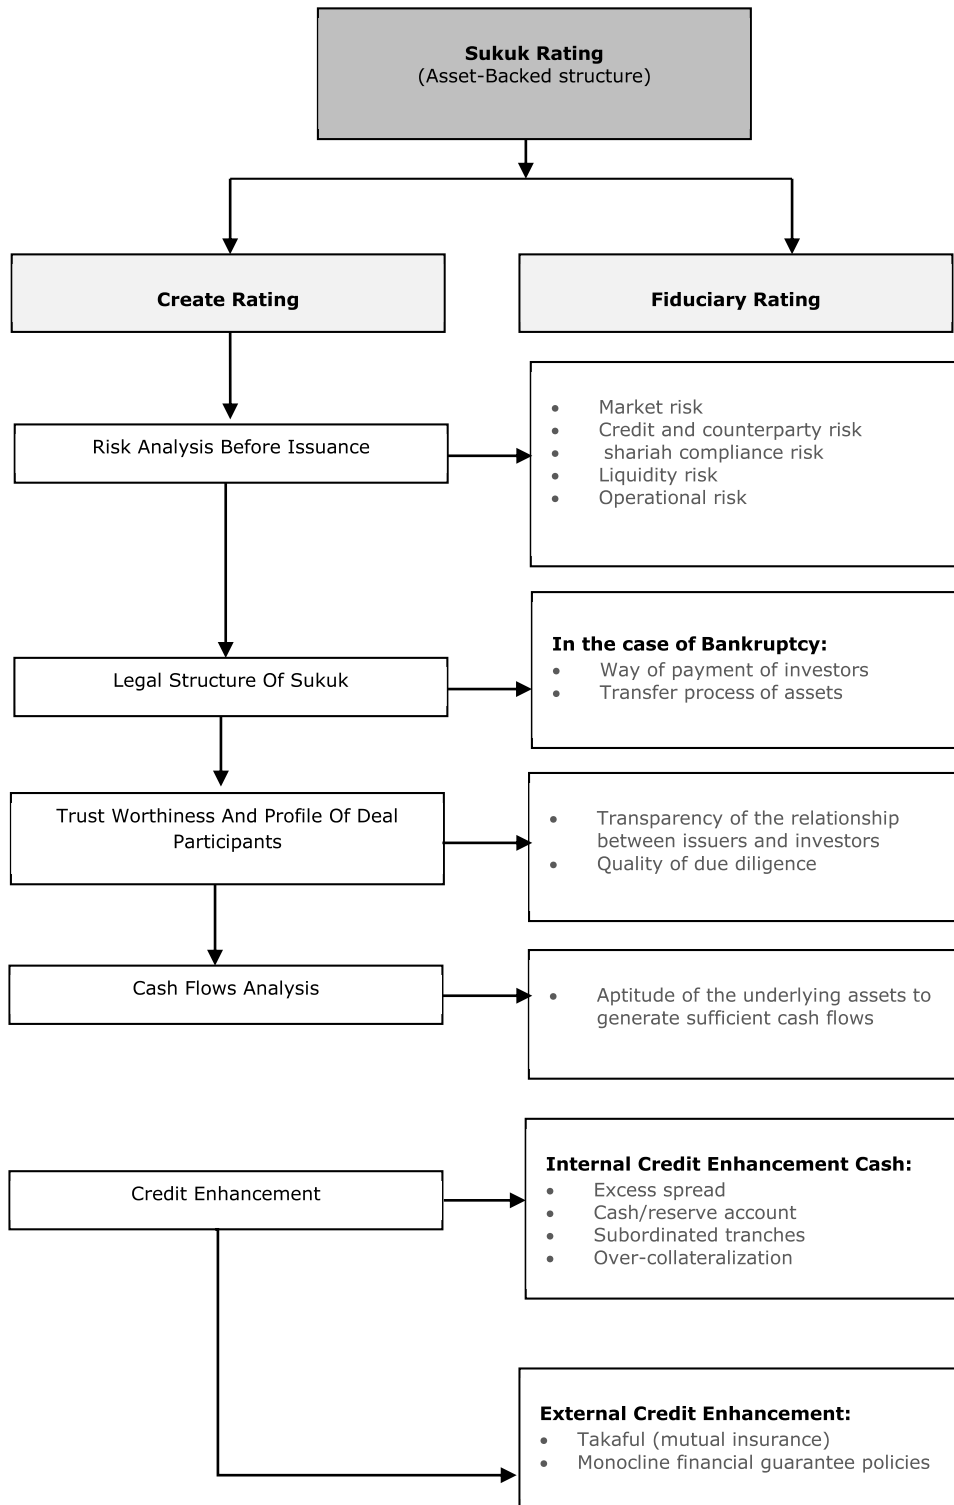 Sukuk Rating
(Asset-Backed structure)
Create Rating
Fiduciary Rating
Risk Analysis Before Issuance
• Market risk
• Credit and counterparty risk
• shariah compliance risk
• Liquidity risk
• Operational risk
Legal Structure Of Sukuk
In the case of Bankruptcy:
• Way of payment of investors
• Transfer process of assets
Trust Worthiness And Profile Of Deal
Participants
• Transparency of the relationship
between issuers and investors
• Quality of due diligence
Cash Flows Analysis
• Aptitude of the underlying assets to
generate sufficient cash flows
Credit Enhancement
Internal Credit Enhancement Cash:
• Excess spread
• Cash/reserve account
• Subordinated tranches
• Over-collateralization
External Credit Enhancement:
• Takaful (mutual insurance)
• Monocline financial guarantee policies